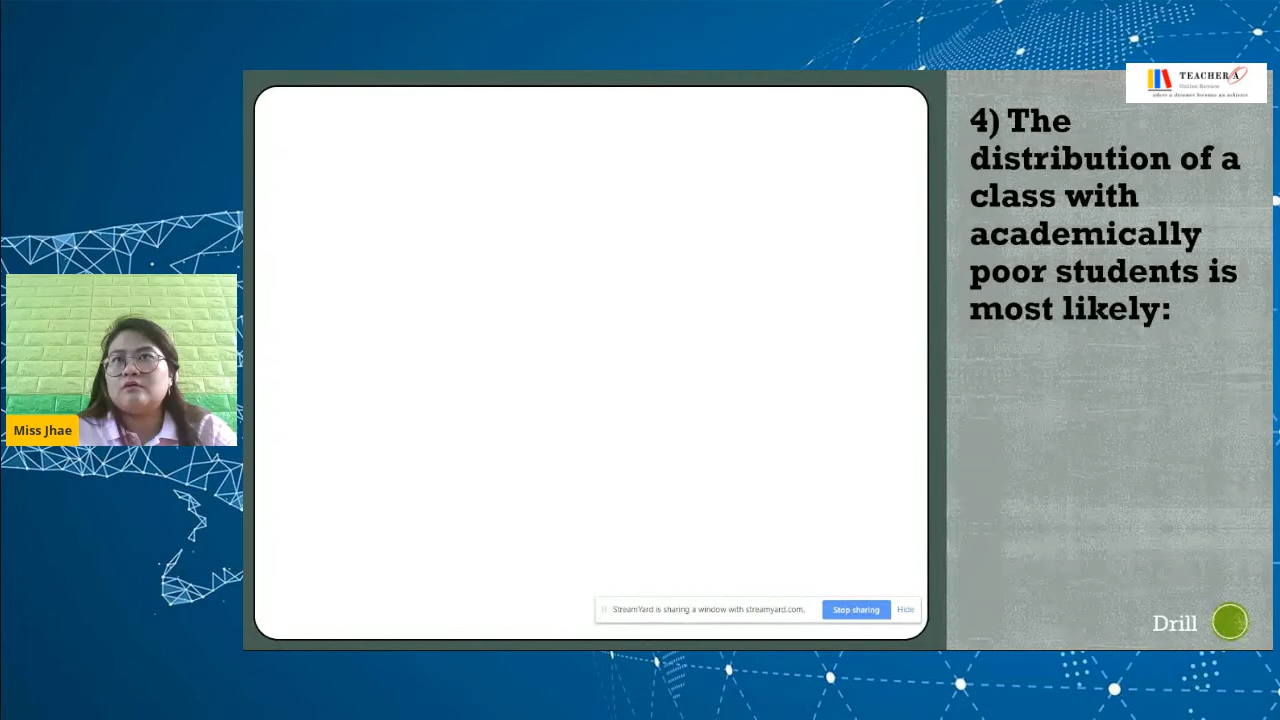 TEACHER A
Online Review
where a dreamer becomes an achiever
4) The
distribution of a
class with
academically
poor students is
most likely:
Miss Jhae
StreamYard is sharing a window with streamyard.com.
Stop sharing
Hide
Drill